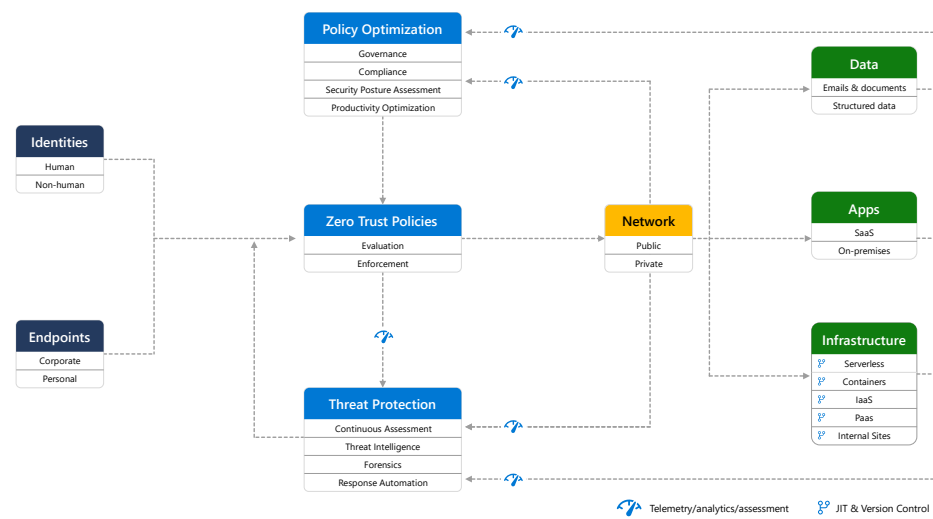 Policy Optimization
Governance
Compliance
Security Posture Assessment
Productivity Optimization
Identities
Human
Non-human
Endpoints
Corporate
Personal
Zero Trust Policies
Evaluation
Enforcement
Threat Protection
Continuous Assessment
Threat Intelligence
Forensics
Response Automation
Network
Public
Private
Data
Emails & documents
Structured data
Apps
SaaS
On-premises
Infrastructure
Serverless
Containers
IaaS
Paas
Internal Sites
Telemetry/analytics/assessment
JIT & Version Control